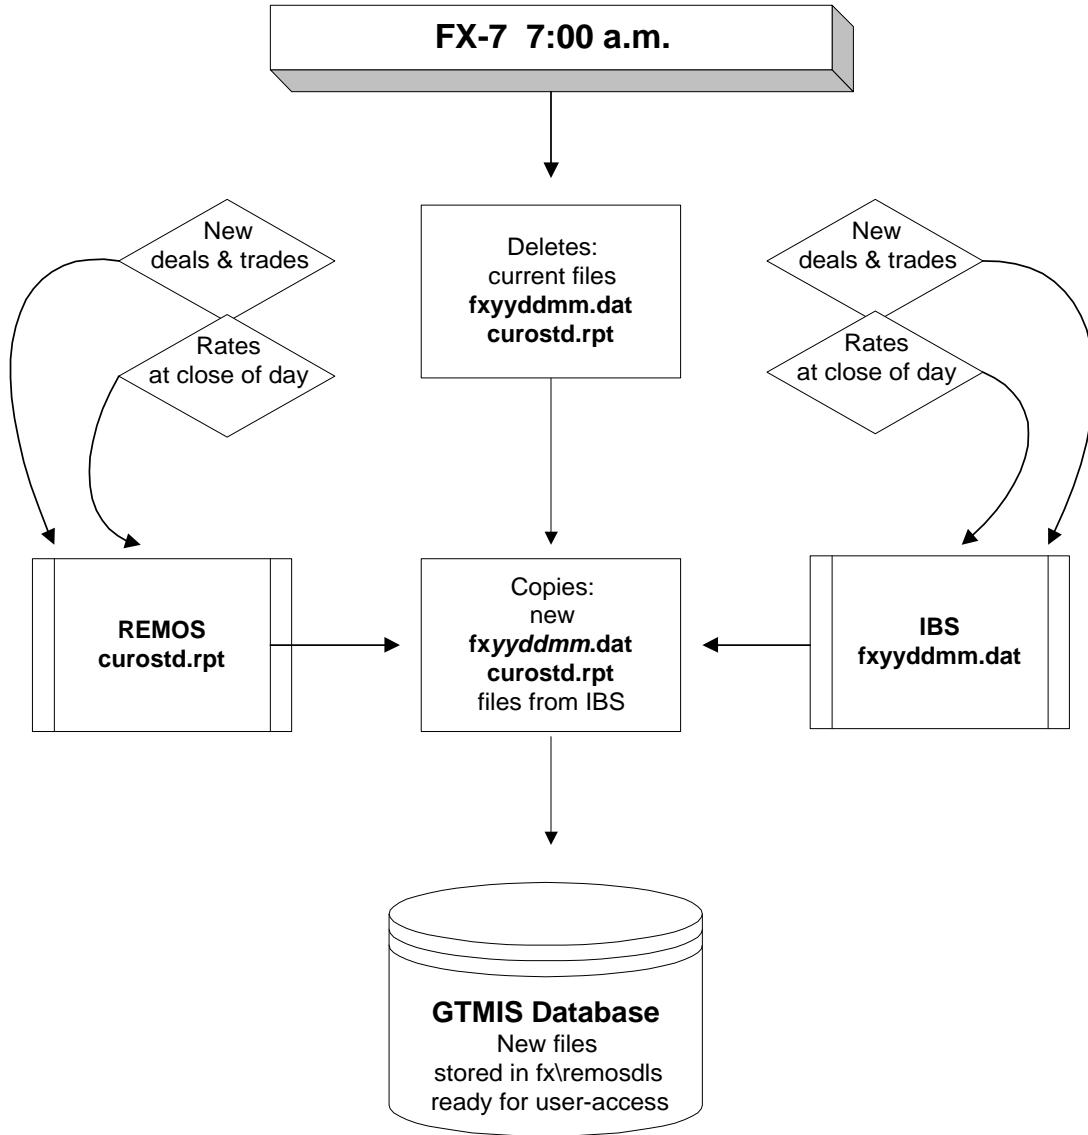 FX-7 7:00 a.m.
New
deals & trades
Rates
at close of day
Deletes:
current files
fxyyddmm.dat
curostd.rpt
New
deals & trades
Rates
at close of day
REMOS
curostd.rpt
Copies:
new
fxyyddmm.dat
curostd.rpt
files from IBS
IBS
fxyyddmm.dat
GTMIS Database
New files
stored in fx\remosdls
ready for user-access